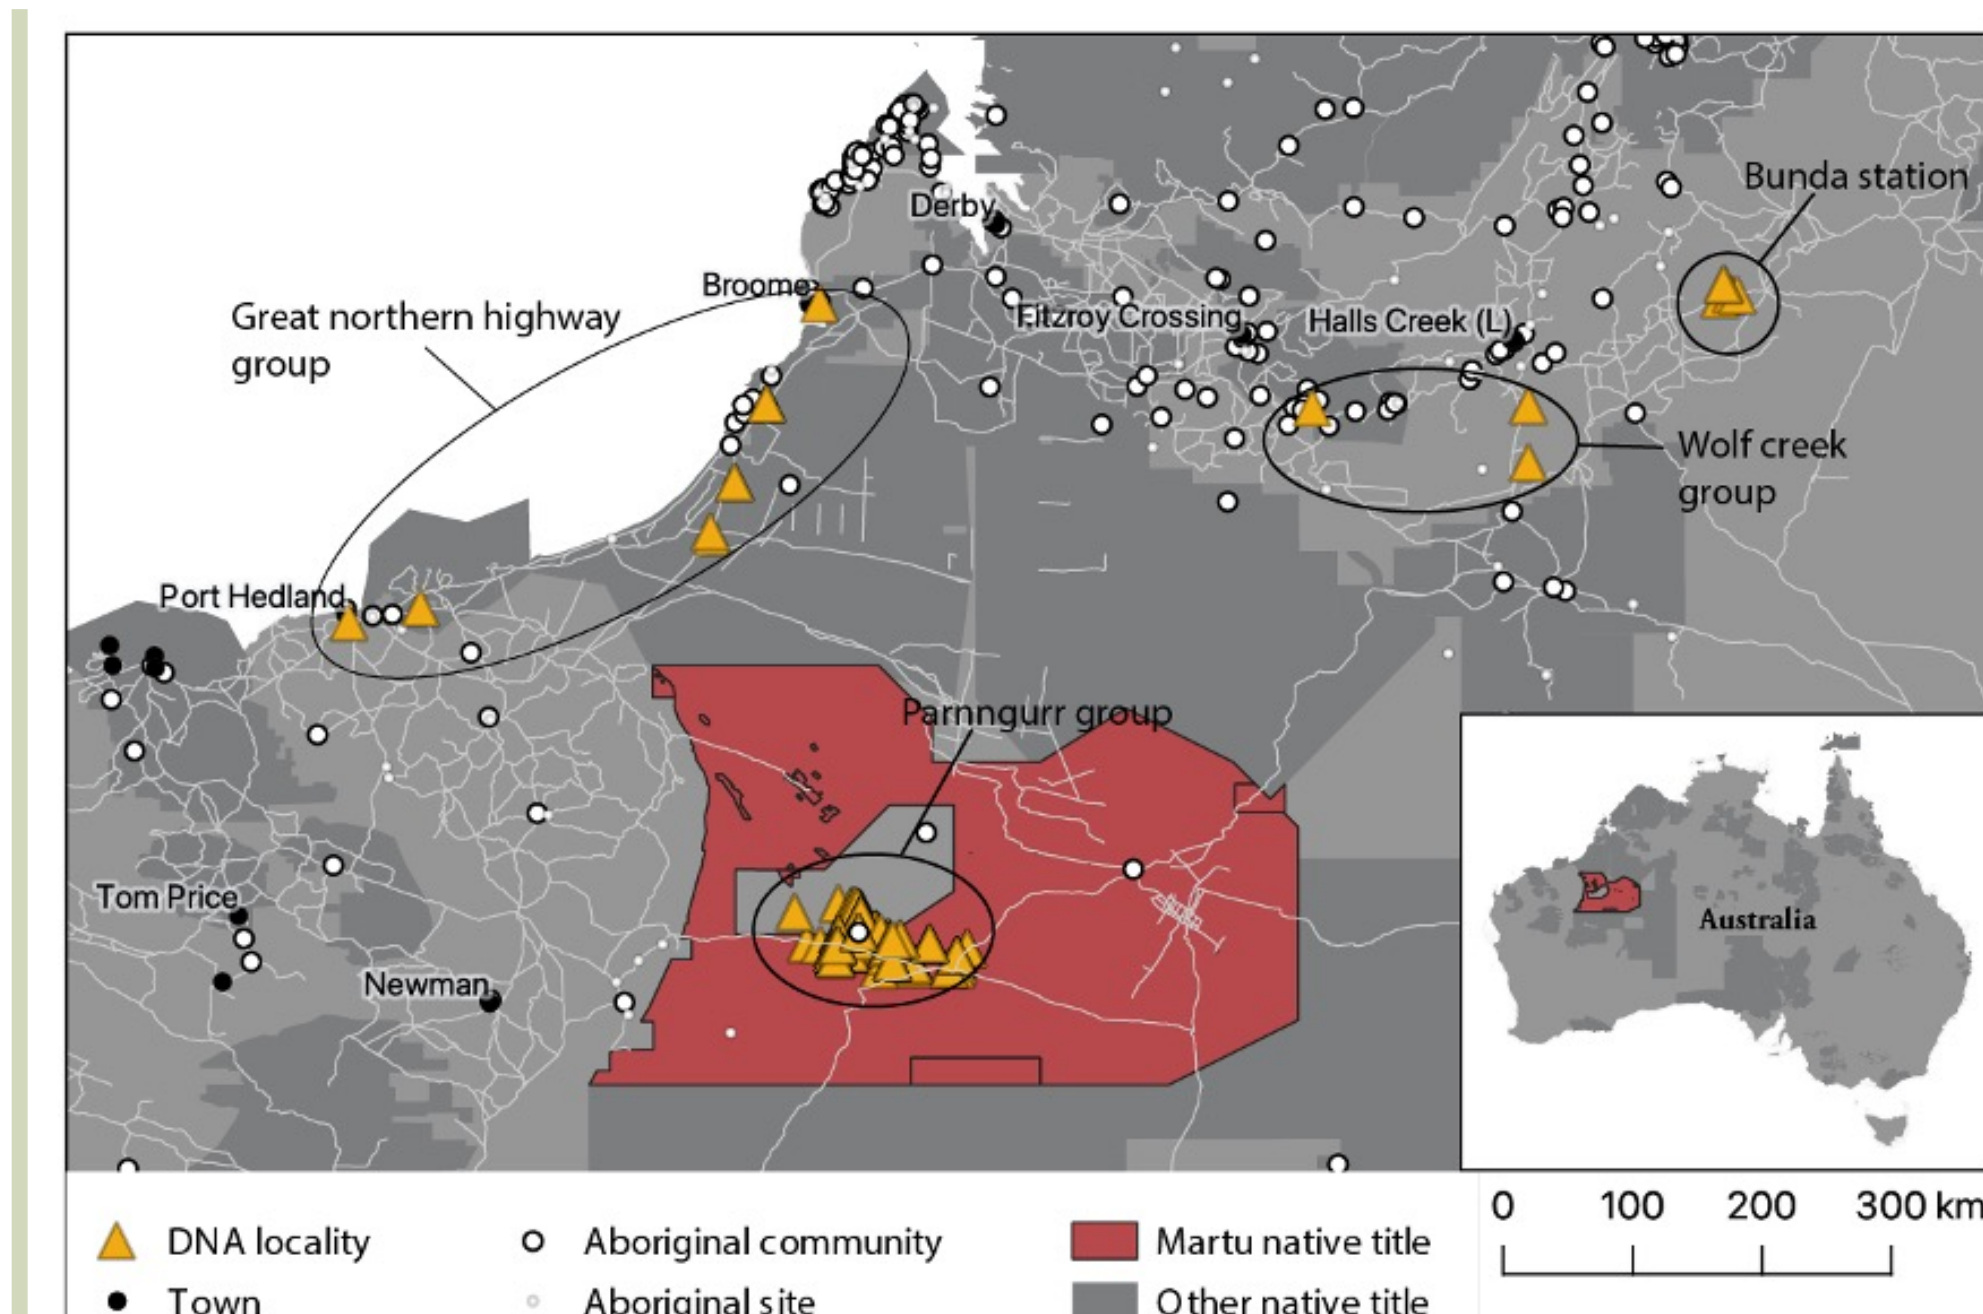 Bunda station
Derby
Broome
Great northern highway
group
Fitzroy Crossing
Halls Creek (L)
Wolf creek
group
Port Hedland
Parnngurr group
Tom Price
Newman
Australia
0 100 200 300 km
DNA locality
Aboriginal community
Martu native title
Town
Aboriginal site
Other native title